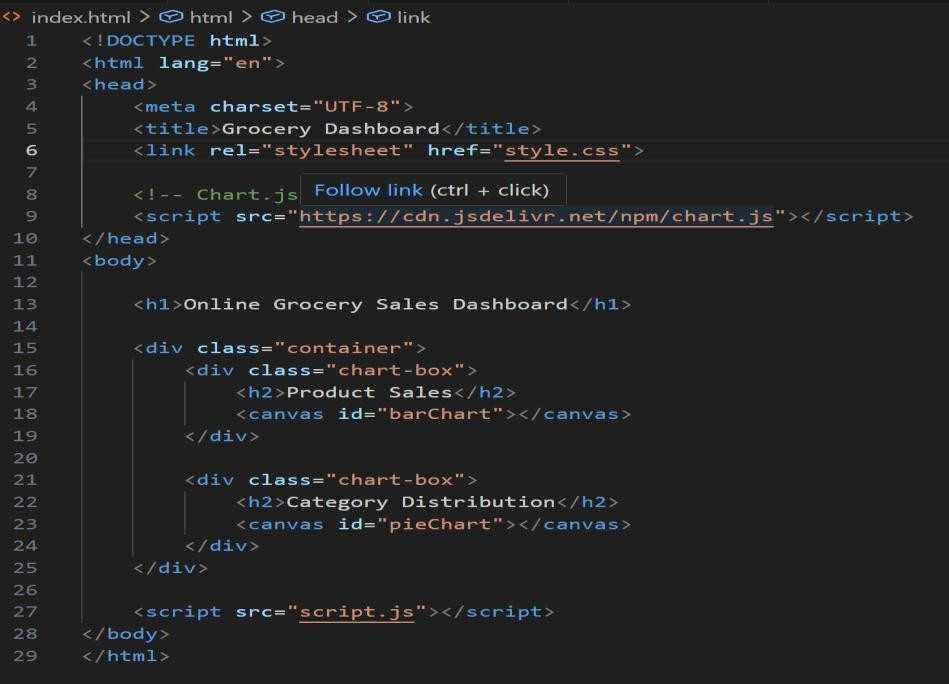 index.html > html > head > link
1 <!DOCTYPE html>
2 <html lang="en">
3 <head>
4     <meta charset="UTF-8">
5     <title>Grocery Dashboard</title>
6     <link rel="stylesheet" href="style.css">
7
8     <!-- Chart.js
Follow link (ctrl + click)
9     <script src="https://cdn.jsdelivr.net/npm/chart.js"></script>
10 </head>
11 <body>
12
13     <h1>Online Grocery Sales Dashboard</h1>
14
15     <div class="container">
16         <div class="chart-box">
17             <h2>Product Sales</h2>
18             <canvas id="barChart"></canvas>
19         </div>
20
21         <div class="chart-box">
22             <h2>Category Distribution</h2>
23             <canvas id="pieChart"></canvas>
24         </div>
25     </div>
26
27     <script src="script.js"></script>
28 </body>
29 </html>